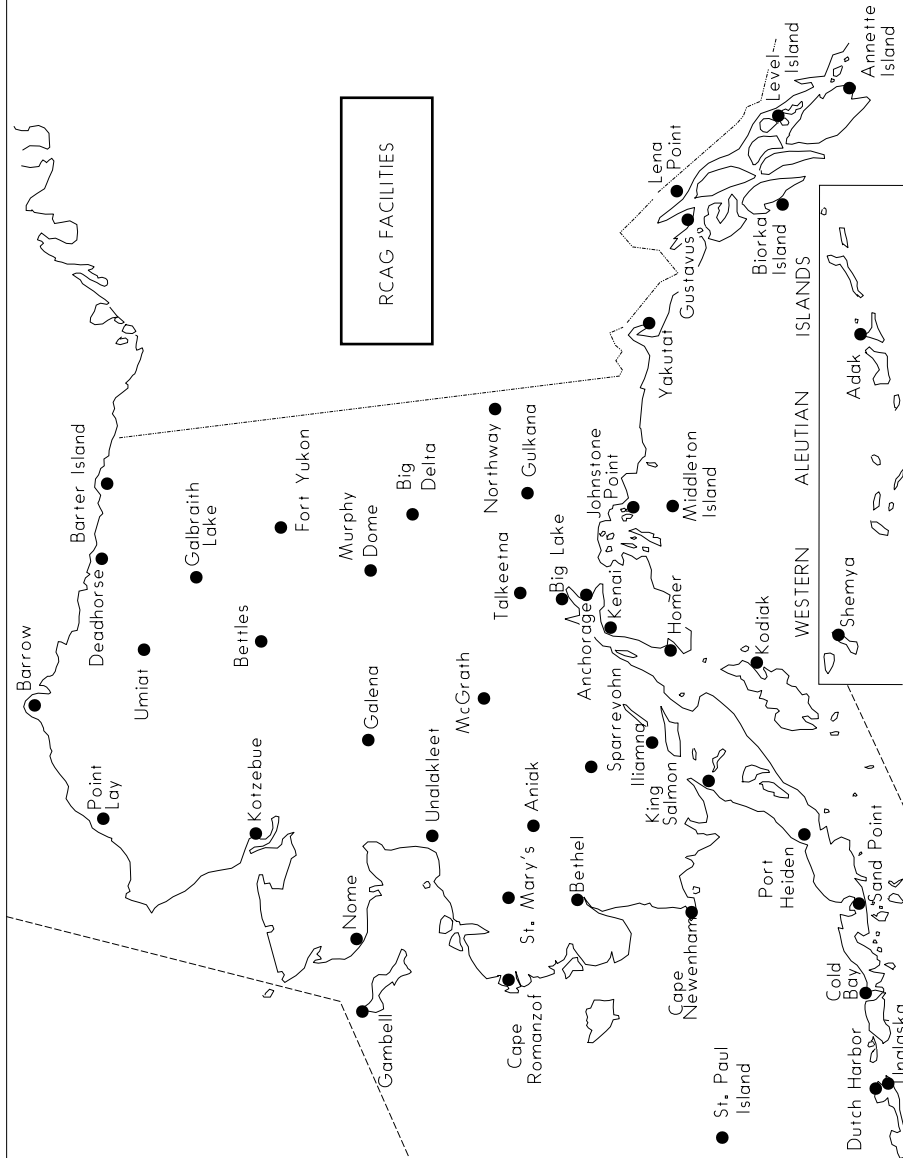 Barrow
Point
Lay
Deadhorse
Barter Island
Umiat
Galbraith
Lake
Kotzebue
Bettles
Fort Yukon
RCAG FACILITIES
Nome
Gambell
Galena
Murphy
Dome
Big
Delta
Unalakleet
McGrath
Northway
Talkeetna
Gulkana
St. Mary's
Aniak
Cape
Romanzof
Bethel
Sparrevohn
Big Lake
Anchorage
Kenai
Johnstone
Point
Middleton
Island
Iliamna
Homer
King
Salmon
Cape
Newenham
St. Paul
Island
Kodiak
Yakutat
Gustavus
Lena
Point
Biorka
Island
Level
Island
Annette
Island
Port
Heiden
Sand Point
Cold
Bay
Dutch Harbor
Unalaska
WESTERN ALEUTIAN ISLANDS
Shemya
Adak